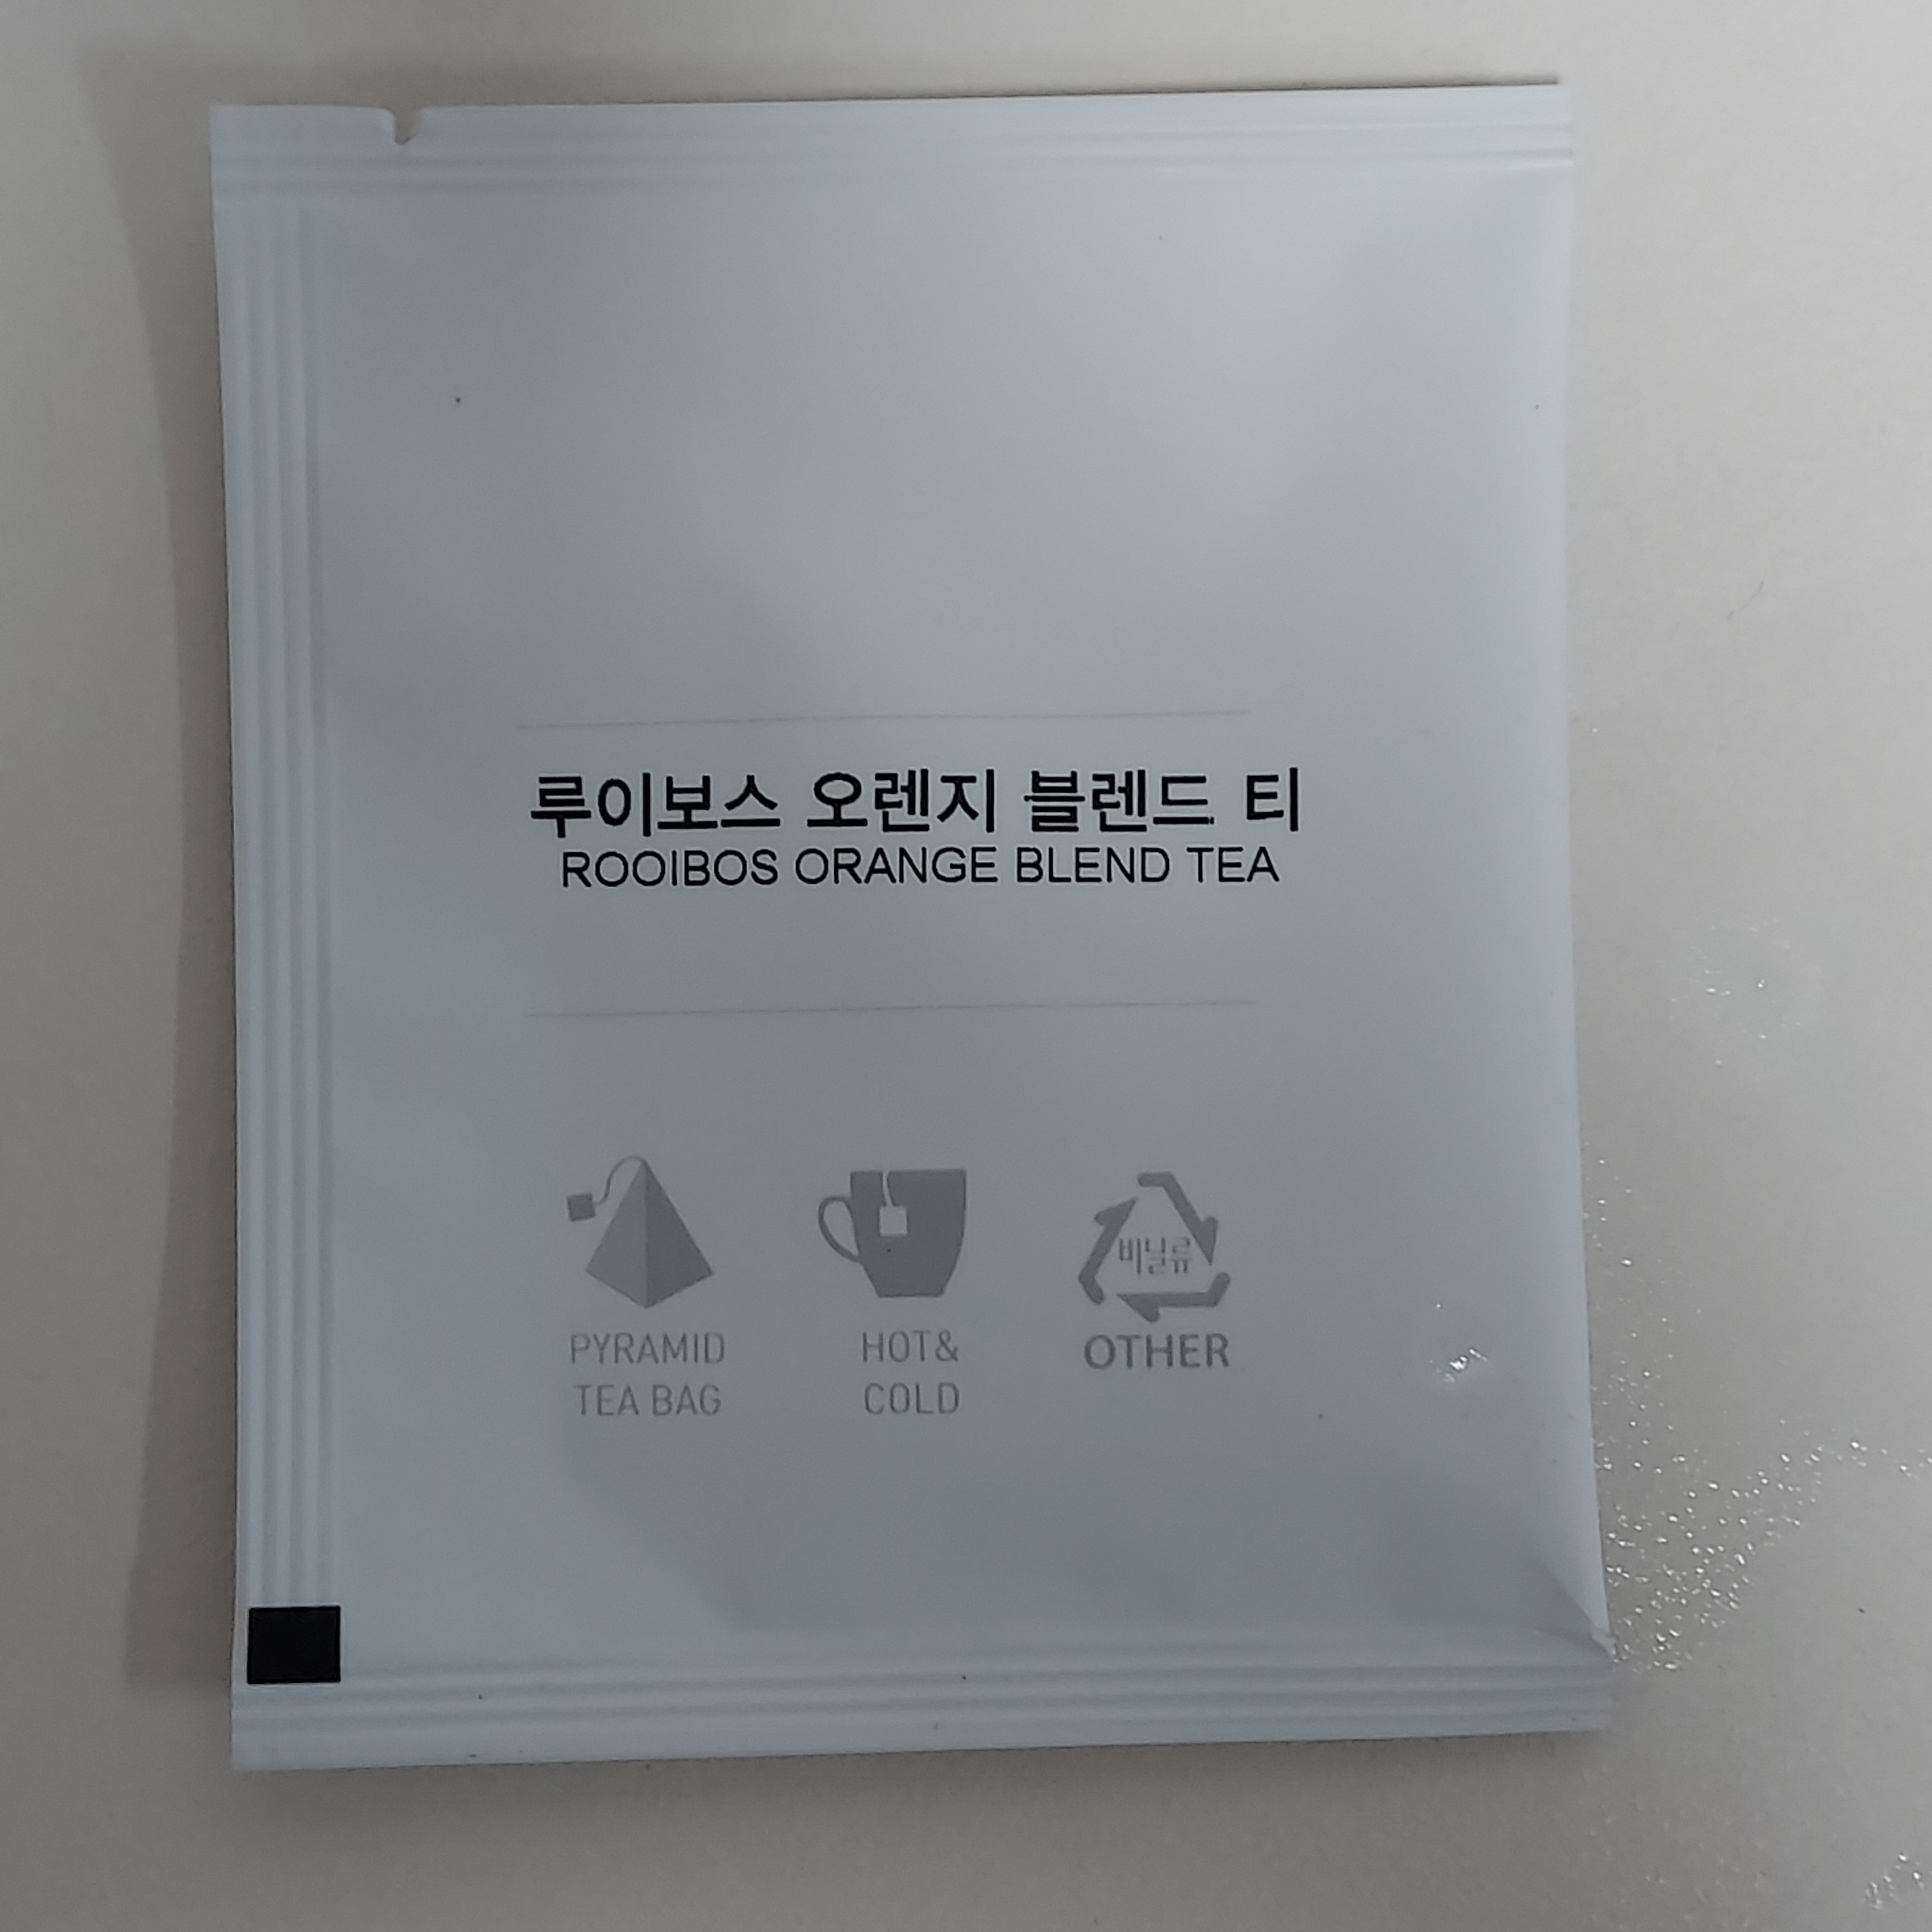 루이보스 오렌지 블렌드 티
ROOIBOS ORANGE BLEND TEA
PYRAMID
TEA BAG
HOT&
COLD
비닐류
OTHER